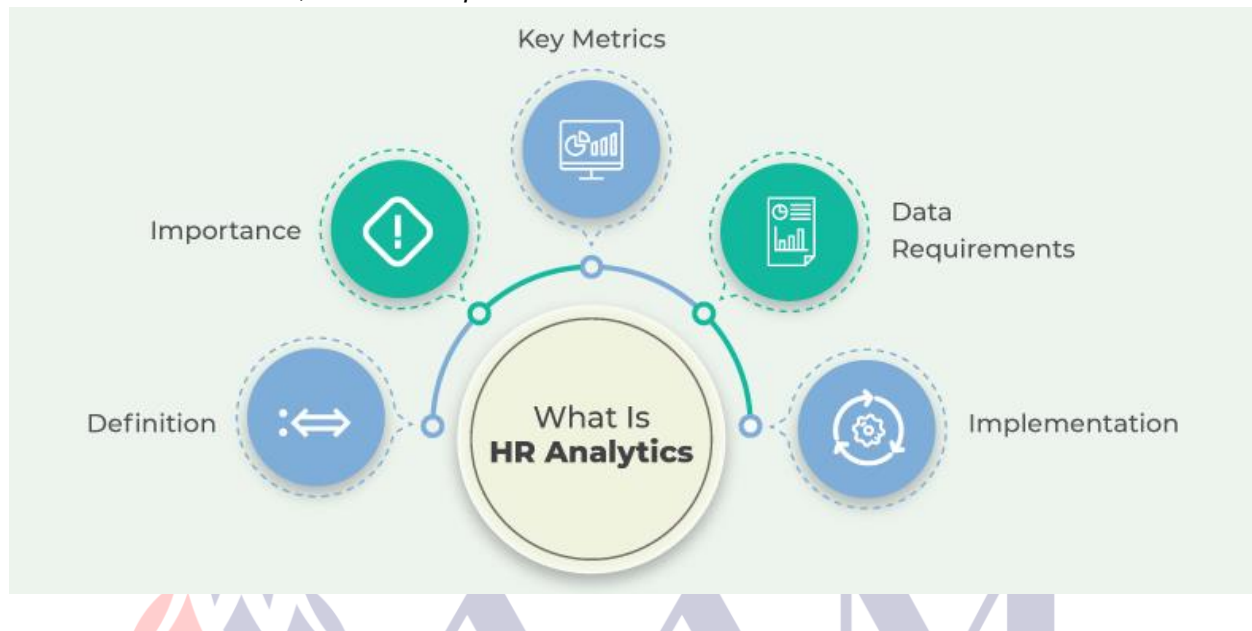 Key Metrics
Importance
Data
Requirements
Definition
What Is
HR Analytics
Implementation